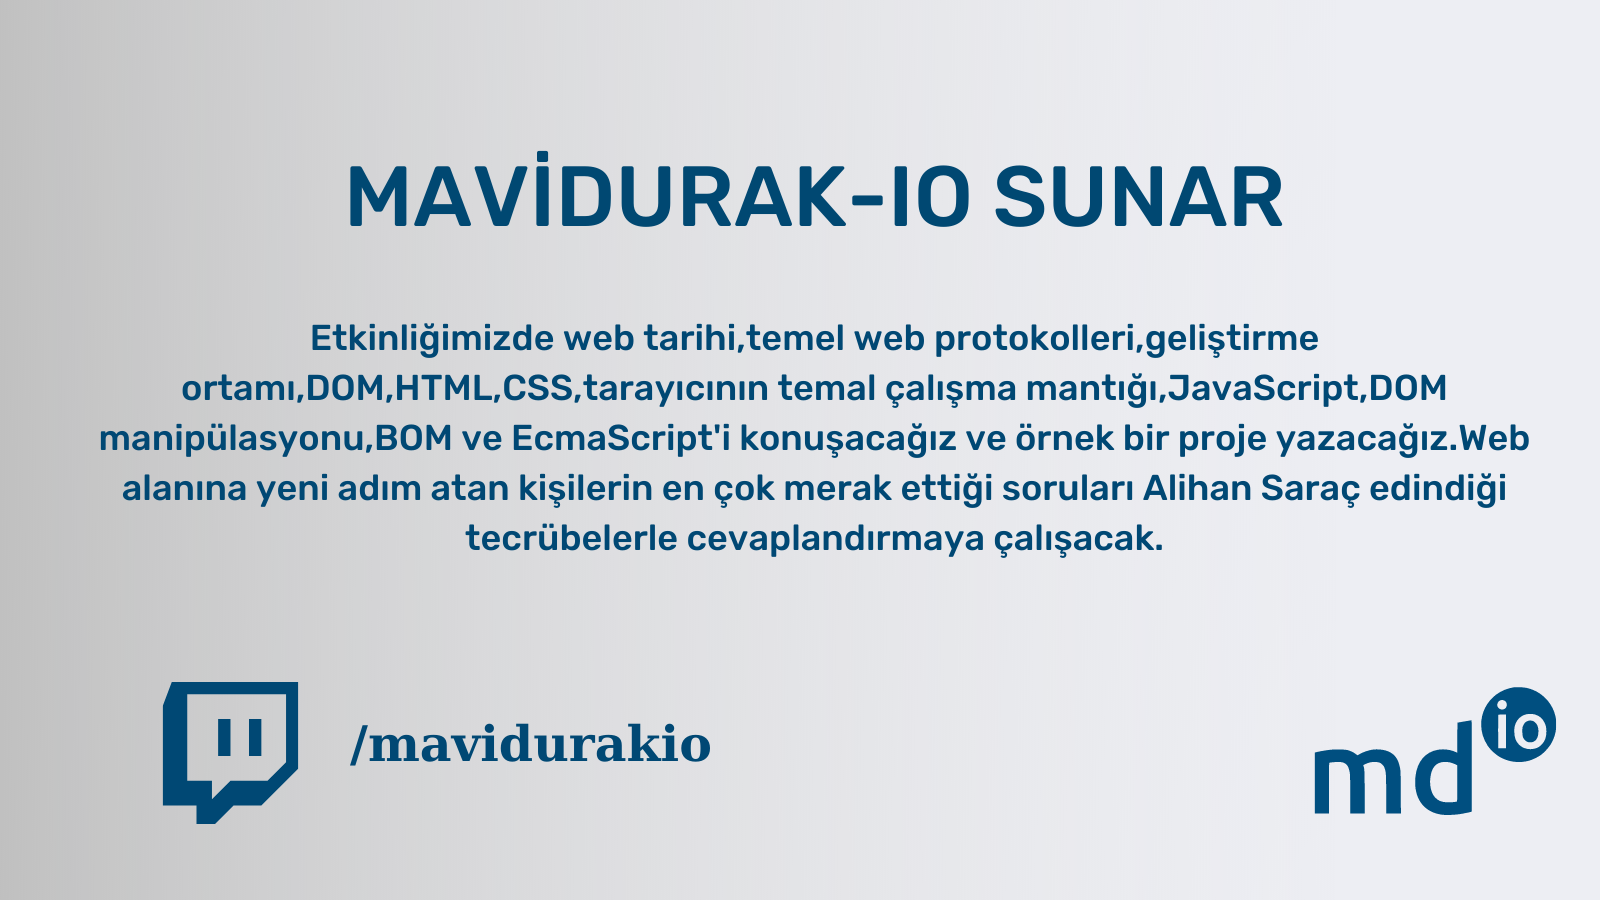 MAVİDURAK-IO SUNAR
Etkinliğimizde web tarihi,temel web protokolleri,geliştirme
ortamı,DOM,HTML,CSS,tarayıcının temal çalışma mantığı,JavaScript,DOM
manipülasyonu,BOM ve EcmaScript'i konuşacağız ve örnek bir proje yazacağız.Web
alanına yeni adım atan kişilerin en çok merak ettiği soruları Alihan Saraç edindiği
tecrübelerle cevaplandırmaya çalışacak.
/mavidurakio
md io